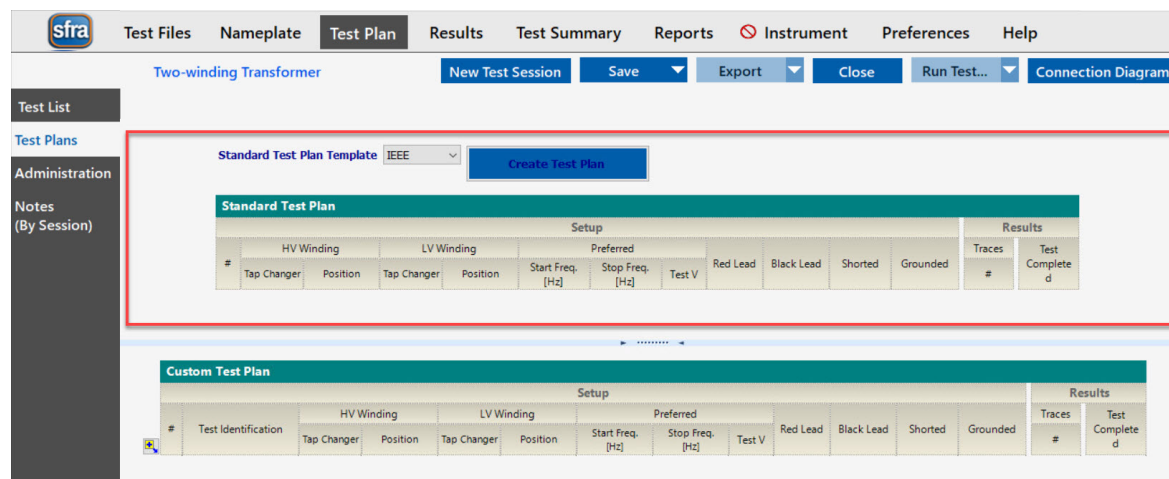 sfra Test Files Nameplate Test Plan Results Test Summary Reports Instrument Preferences Help
Two-winding Transformer New Test Session Save Export Close Run Test... Connection Diagram
Test List
Test Plans
Administration
Notes
(By Session)
Standard Test Plan Template IEEE Create Test Plan
Standard Test Plan
Setup Results
HV Winding LV Winding Preferred Traces Test
# Tap Changer Position Tap Changer Position Start Freq. Stop Freq. Test V Red Lead Black Lead Shorted Grounded # Complete
[Hz] [Hz] d
Custom Test Plan
Setup Results
HV Winding LV Winding Preferred Traces Test
# Test Identification Tap Changer Position Tap Changer Position Start Freq. Stop Freq. Test V Red Lead Black Lead Shorted Grounded # Complete
[Hz] [Hz] d